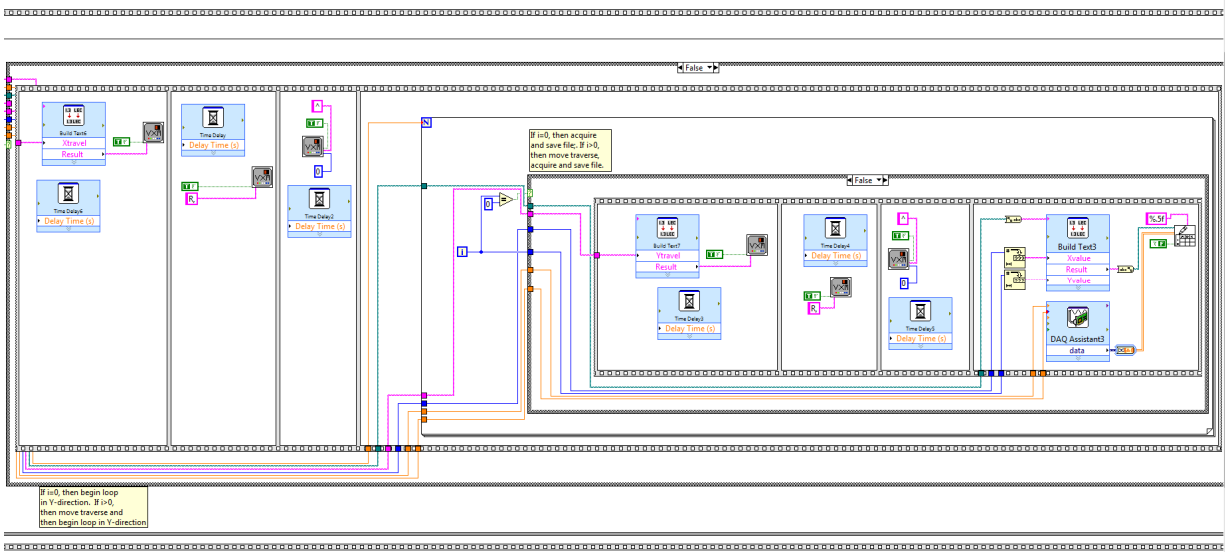 False
N
If i=0, then acquire
and save file;. If i>0,
then move traverse,
acquire and save file.
Build Text6
Xtravel
Result
T F
Time Delay6
Delay Time (s)
Time Delay
Delay Time (s)
T F
R,
^
T F
0
Time Delay2
Delay Time (s)
False
0
=
i
Build Text7
Ytravel
Result
T F
Time Delay3
Delay Time (s)
Time Delay4
Delay Time (s)
T F
R,
^
T F
0
Time Delay5
Delay Time (s)
Build Text3
Xvalue
Result
Yvalue
%.5f
DAQ Assistant3
data
If i=0, then begin loop
in Y-direction. If i>0,
then move traverse and
then begin loop in Y-direction